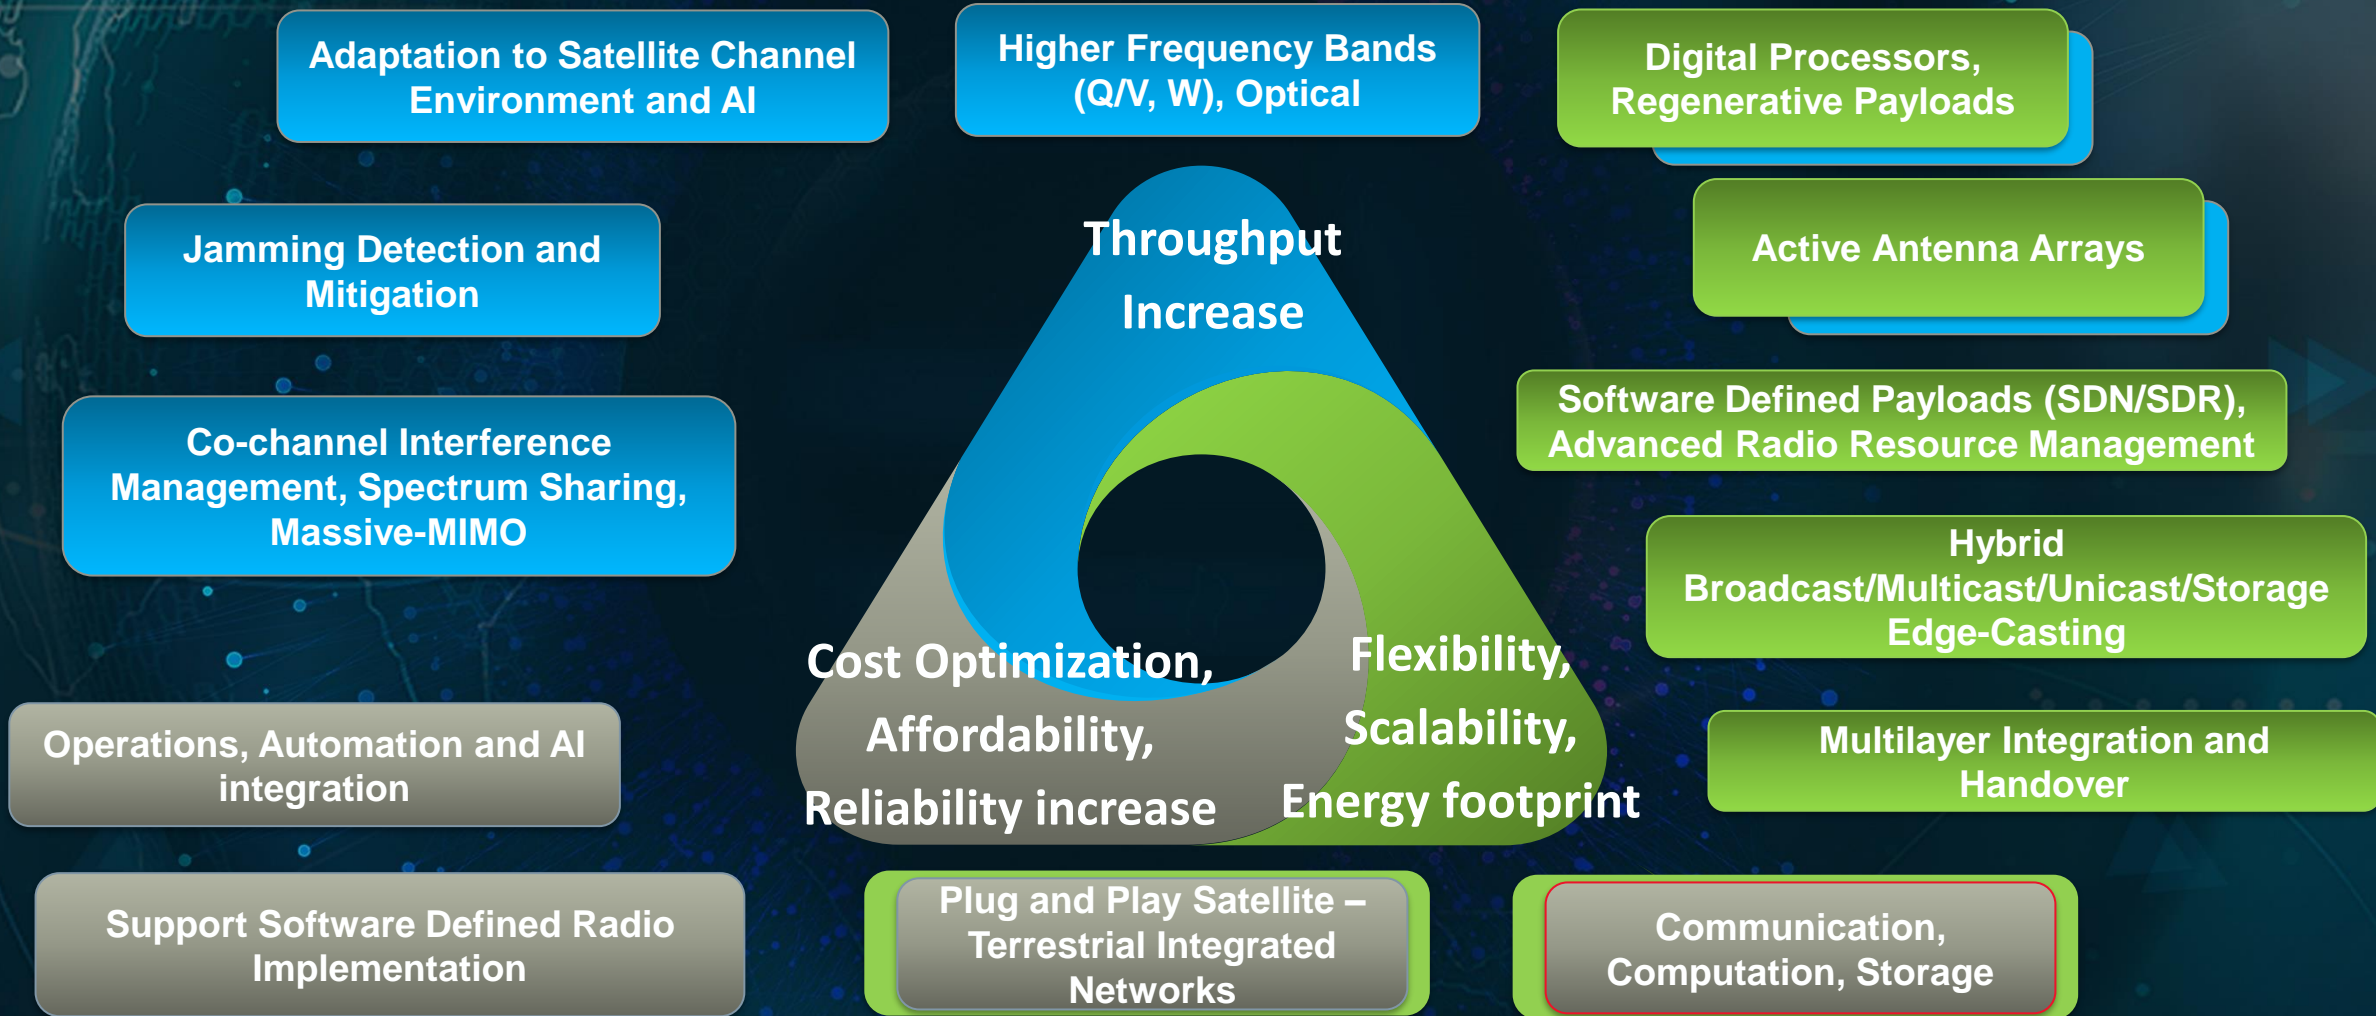 Adaptation to Satellite Channel
Environment and AI
Higher Frequency Bands
(Q/V, W), Optical
Digital Processors,
Regenerative Payloads
Jamming Detection and
Mitigation
Throughput
Increase
Active Antenna Arrays
Co-channel Interference
Management, Spectrum Sharing,
Massive-MIMO
Software Defined Payloads (SDN/SDR),
Advanced Radio Resource Management
Hybrid
Broadcast/Multicast/Unicast/Storage
Edge-Casting
Cost Optimization,
Affordability,
Reliability increase
Flexibility,
Scalability,
Energy footprint
Operations, Automation and AI
integration
Multilayer Integration and
Handover
Support Software Defined Radio
Implementation
Plug and Play Satellite –
Terrestrial Integrated
Networks
Communication,
Computation, Storage